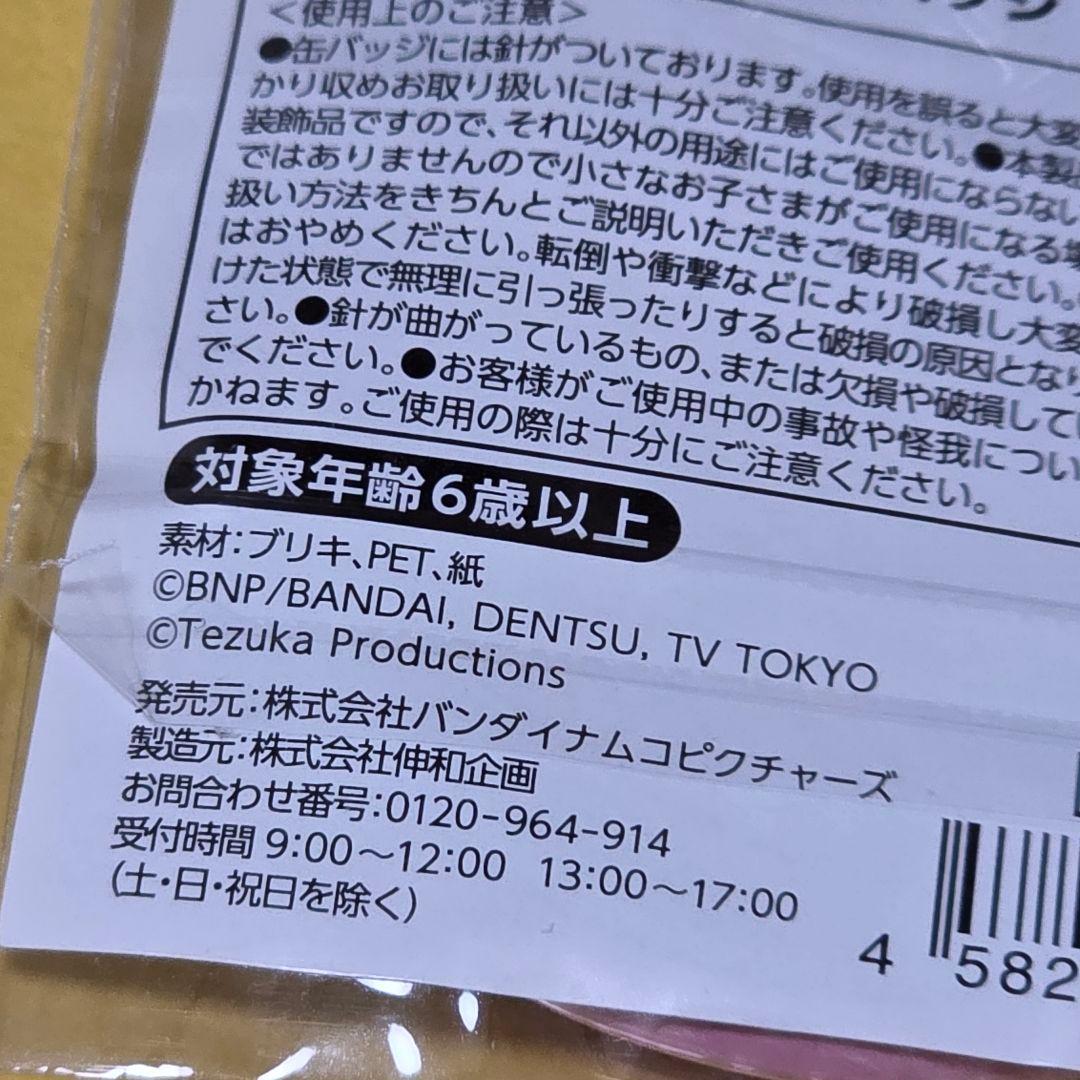 ＜使用上のご注意＞
●缶バッジには針がついております。使用を誤ると大変
かり収めお取り扱いには十分ご注意ください。●本製
装飾品ですので、それ以外の用途にはご使用にならない
ではありませんので小さなお子さまがご使用になる場
扱い方法をきちんとご説明いただきご使用ください。
はおやめください。転倒や衝撃などにより破損し大変
けた状態で無理に引っ張ったりすると破損の原因となり
さい。●針が曲がっているもの、または欠損や破損して
でください。●お客様がご使用中の事故や怪我につい
かねます。ご使用の際は十分にご注意ください。
対象年齢6歳以上
素材：ブリキ、PET、紙
©BNP/BANDAI, DENTSU, TV TOKYO
©Tezuka Productions
発売元：株式会社バンダイナムコピクチャーズ
製造元：株式会社伸和企画
お問合わせ番号：0120-964-914
受付時間 9：00～12：00 13：00～17：00
(土・日・祝日を除く)
4 582